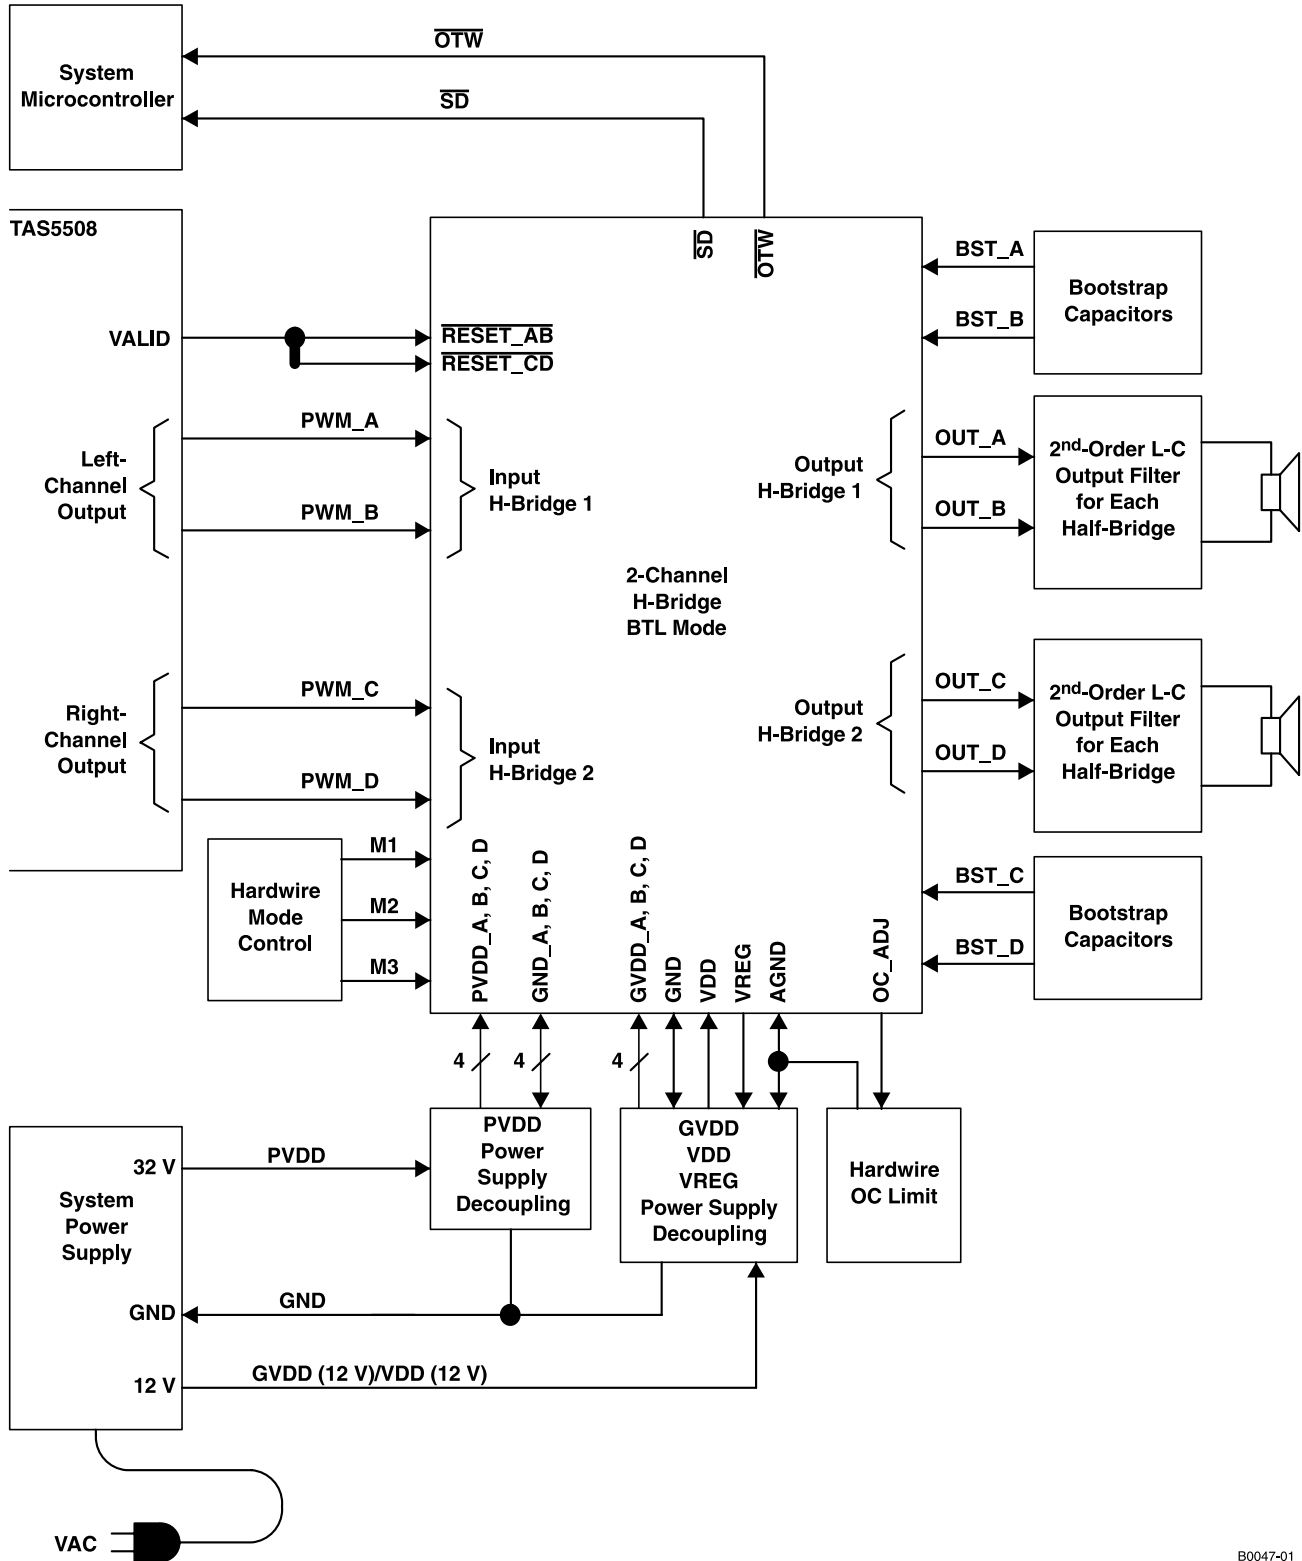 OTW
System
Microcontroller
SD
TAS5508
SD
OTW
BST_A
Bootstrap
Capacitors
BST_B
VALID
RESET_AB
RESET_CD
PWM_A
Left-
Channel
Output
Input
H-Bridge 1
PWM_B
Output
H-Bridge 1
OUT_A
OUT_B
2nd-Order L-C
Output Filter
for Each
Half-Bridge
2-Channel
H-Bridge
BTL Mode
PWM_C
Right-
Channel
Output
Input
H-Bridge 2
PWM_D
Output
H-Bridge 2
OUT_C
OUT_D
2nd-Order L-C
Output Filter
for Each
Half-Bridge
M1
Hardwire
Mode
Control
M2
M3
PVDD_A, B, C, D
GND_A, B, C, D
GVDD_A, B, C, D
GND
VDD
VREG
AGND
OC_ADJ
BST_C
Bootstrap
Capacitors
BST_D
4
4
4
PVDD
Power
Supply
Decoupling
GVDD
VDD
VREG
Power Supply
Decoupling
Hardwire
OC Limit
32 V
PVDD
System
Power
Supply
GND
GND
12 V
GVDD (12 V)/VDD (12 V)
VAC
B0047-01